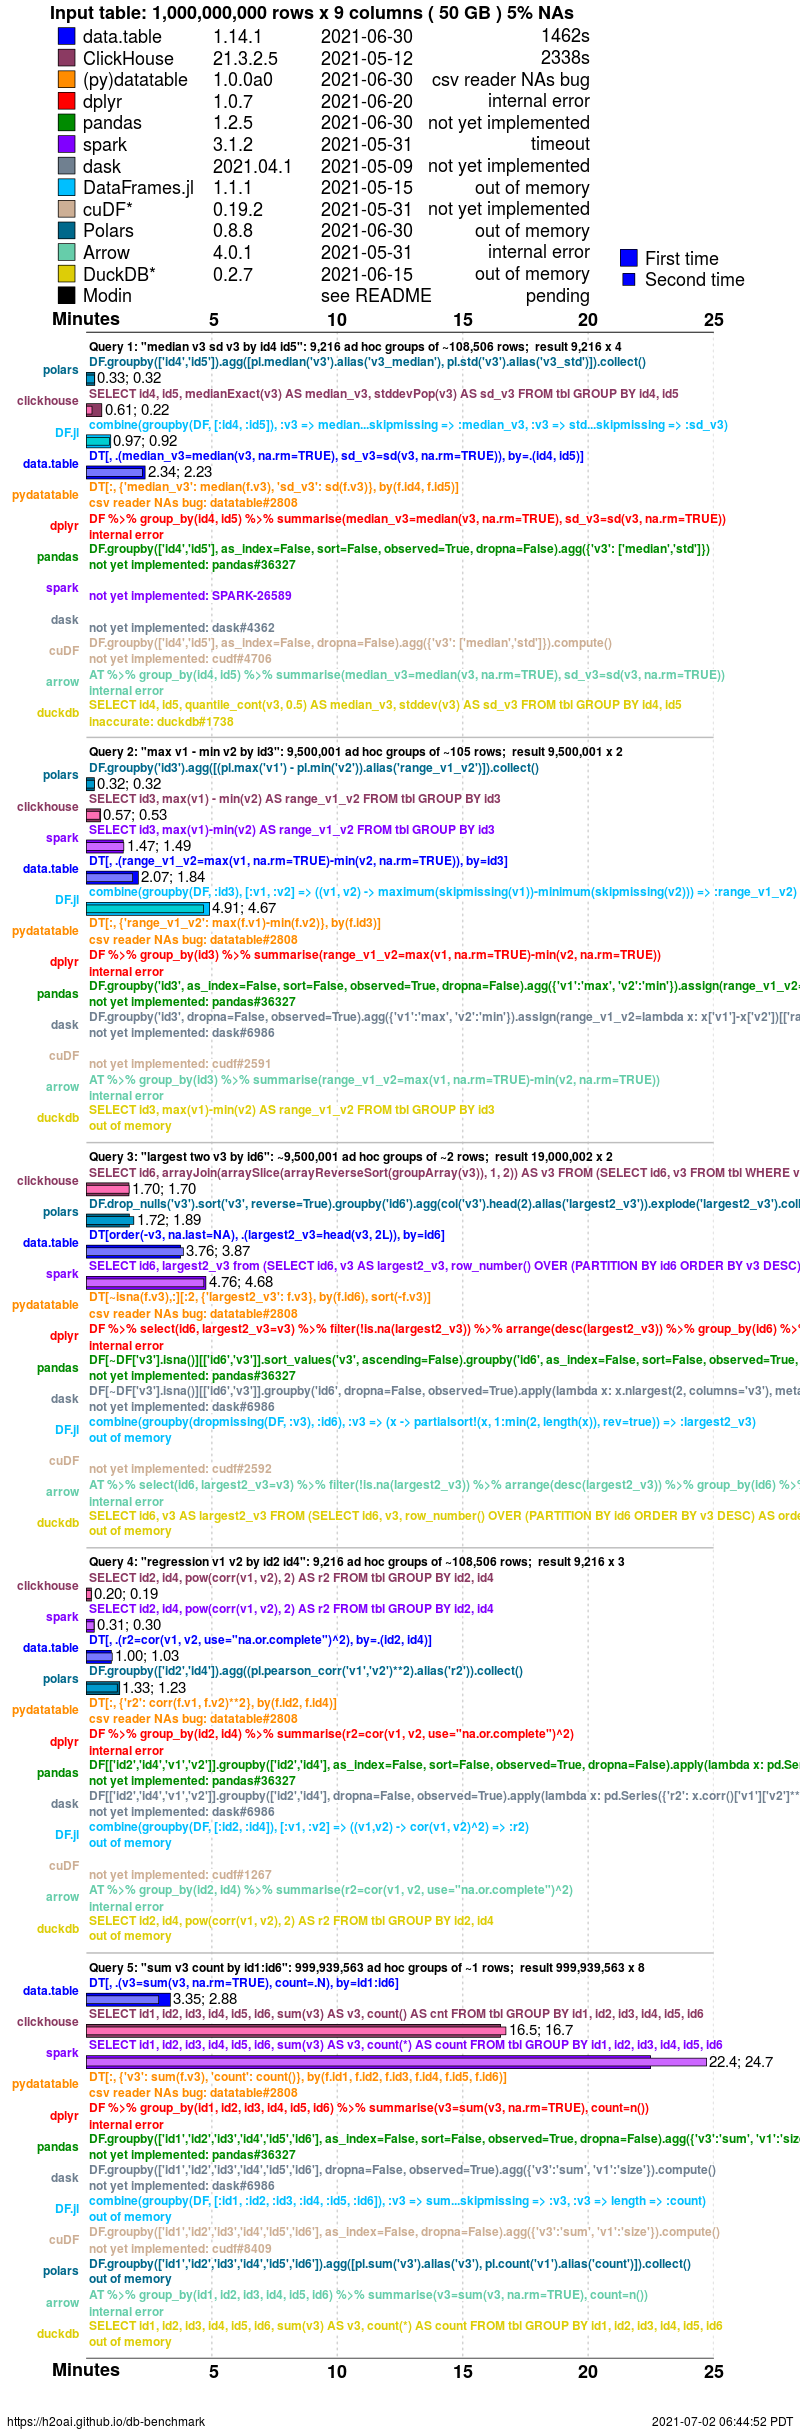 Input table: 1,000,000,000 rows x 9 columns ( 50 GB ) 5% NAs
data.table 1.14.1 2021-06-30 1462s
ClickHouse 21.3.2.5 2021-05-12 2338s
(py)datatable 1.0.0a0 2021-06-30 csv reader NAs bug
dplyr 1.0.7 2021-06-20 internal error
pandas 1.2.5 2021-06-30 not yet implemented
spark 3.1.2 2021-05-31 timeout
dask 2021.04.1 2021-05-09 not yet implemented
DataFrames.jl 1.1.1 2021-05-15 out of memory
cuDF* 0.19.2 2021-05-31 not yet implemented
Polars 0.8.8 2021-06-30 out of memory
Arrow 4.0.1 2021-05-31 internal error
DuckDB* 0.2.7 2021-06-15 out of memory
Modin see README pending
First time
Second time
Minutes 5 10 15 20 25
Query 1: "median v3 sd v3 by id4 id5": 9,216 ad hoc groups of ~108,506 rows; result 9,216 x 4
DF.groupby(['id4','id5']).agg([pl.median('v3').alias('v3_median'), pl.std('v3').alias('v3_std')]).collect()
polars 0.33; 0.32
SELECT id4, id5, medianExact(v3) AS median_v3, stddevPop(v3) AS sd_v3 FROM tbl GROUP BY id4, id5
clickhouse 0.61; 0.22
combine(groupby(DF, [:id4, :id5]), :v3 => median...skipmissing => :median_v3, :v3 => std...skipmissing => :sd_v3)
DF.jl 0.97; 0.92
DT[, .(median_v3=median(v3, na.rm=TRUE), sd_v3=sd(v3, na.rm=TRUE)), by=.(id4, id5)]
data.table 2.34; 2.23
DT[:, {'median_v3': median(f.v3), 'sd_v3': sd(f.v3)}, by(f.id4, f.id5)]
pydatatable csv reader NAs bug: datatable#2808
DF %>% group_by(id4, id5) %>% summarise(median_v3=median(v3, na.rm=TRUE), sd_v3=sd(v3, na.rm=TRUE))
dplyr internal error
DF.groupby(['id4','id5'], as_index=False, sort=False, observed=True, dropna=False).agg({'v3': ['median','std']})
pandas not yet implemented: pandas#36327
spark not yet implemented: SPARK-26589
dask not yet implemented: dask#4362
DF.groupby(['id4','id5'], as_index=False, dropna=False).agg({'v3': ['median','std']}).compute()
cuDF not yet implemented: cudf#4706
AT %>% group_by(id4, id5) %>% summarise(median_v3=median(v3, na.rm=TRUE), sd_v3=sd(v3, na.rm=TRUE))
arrow internal error
SELECT id4, id5, quantile_cont(v3, 0.5) AS median_v3, stddev(v3) AS sd_v3 FROM tbl GROUP BY id4, id5
duckdb inaccurate: duckdb#1738
Query 2: "max v1 - min v2 by id3": 9,500,001 ad hoc groups of ~105 rows; result 9,500,001 x 2
DF.groupby('id3').agg([(pl.max('v1') - pl.min('v2')).alias('range_v1_v2')]).collect()
polars 0.32; 0.32
SELECT id3, max(v1) - min(v2) AS range_v1_v2 FROM tbl GROUP BY id3
clickhouse 0.57; 0.53
SELECT id3, max(v1)-min(v2) AS range_v1_v2 FROM tbl GROUP BY id3
spark 1.47; 1.49
DT[, .(range_v1_v2=max(v1, na.rm=TRUE)-min(v2, na.rm=TRUE)), by=id3]
data.table 2.07; 1.84
combine(groupby(DF, :id3), [:v1, :v2] => ((v1, v2) -> maximum(skipmissing(v1))-minimum(skipmissing(v2))) => :range_v1_v2)
DF.jl 4.91; 4.67
DT[:, {'range_v1_v2': max(f.v1)-min(f.v2)}, by(f.id3)]
pydatatable csv reader NAs bug: datatable#2808
DF %>% group_by(id3) %>% summarise(range_v1_v2=max(v1, na.rm=TRUE)-min(v2, na.rm=TRUE))
dplyr internal error
DF.groupby('id3', as_index=False, sort=False, observed=True, dropna=False).agg({'v1':'max', 'v2':'min'}).assign(range_v1_v2=
pandas not yet implemented: pandas#36327
DF.groupby('id3', dropna=False, observed=True).agg({'v1':'max', 'v2':'min'}).assign(range_v1_v2=lambda x: x['v1']-x['v2'])[['ra
dask not yet implemented: dask#6986
cuDF not yet implemented: cudf#2591
AT %>% group_by(id3) %>% summarise(range_v1_v2=max(v1, na.rm=TRUE)-min(v2, na.rm=TRUE))
arrow internal error
SELECT id3, max(v1)-min(v2) AS range_v1_v2 FROM tbl GROUP BY id3
duckdb out of memory
Query 3: "largest two v3 by id6": ~9,500,001 ad hoc groups of ~2 rows; result 19,000,002 x 2
SELECT id6, arrayJoin(arraySlice(arrayReverseSort(groupArray(v3)), 1, 2)) AS v3 FROM (SELECT id6, v3 FROM tbl WHERE v
clickhouse 1.70; 1.70
DF.drop_nulls('v3').sort('v3', reverse=True).groupby('id6').agg(col('v3').head(2).alias('largest2_v3')).explode('largest2_v3').coll
polars 1.72; 1.89
DT[order(-v3, na.last=NA), .(largest2_v3=head(v3, 2L)), by=id6]
data.table 3.76; 3.87
SELECT id6, largest2_v3 from (SELECT id6, v3 AS largest2_v3, row_number() OVER (PARTITION BY id6 ORDER BY v3 DESC)
spark 4.76; 4.68
DT[~isna(f.v3),:][:2, {'largest2_v3': f.v3}, by(f.id6), sort(-f.v3)]
pydatatable csv reader NAs bug: datatable#2808
DF %>% select(id6, largest2_v3=v3) %>% filter(!is.na(largest2_v3)) %>% arrange(desc(largest2_v3)) %>% group_by(id6) %>%
dplyr internal error
DF[~DF['v3'].isna()][['id6','v3']].sort_values('v3', ascending=False).groupby('id6', as_index=False, sort=False, observed=True,
pandas not yet implemented: pandas#36327
DF[~DF['v3'].isna()][['id6','v3']].groupby('id6', dropna=False, observed=True).apply(lambda x: x.nlargest(2, columns='v3'), meta
dask not yet implemented: dask#6986
combine(groupby(dropmissing(DF, :v3), :id6), :v3 => (x -> partialsort!(x, 1:min(2, length(x)), rev=true)) => :largest2_v3)
DF.jl out of memory
cuDF not yet implemented: cudf#2592
AT %>% select(id6, largest2_v3=v3) %>% filter(!is.na(largest2_v3)) %>% arrange(desc(largest2_v3)) %>% group_by(id6) %>%
arrow internal error
SELECT id6, v3 AS largest2_v3 FROM (SELECT id6, v3, row_number() OVER (PARTITION BY id6 ORDER BY v3 DESC) AS orde
duckdb out of memory
Query 4: "regression v1 v2 by id2 id4": 9,216 ad hoc groups of ~108,506 rows; result 9,216 x 3
SELECT id2, id4, pow(corr(v1, v2), 2) AS r2 FROM tbl GROUP BY id2, id4
clickhouse 0.20; 0.19
SELECT id2, id4, pow(corr(v1, v2), 2) AS r2 FROM tbl GROUP BY id2, id4
spark 0.31; 0.30
DT[, .(r2=cor(v1, v2, use="na.or.complete")^2), by=.(id2, id4)]
data.table 1.00; 1.03
DF.groupby(['id2','id4']).agg((pl.pearson_corr('v1','v2')**2).alias('r2')).collect()
polars 1.33; 1.23
DT[:, {'r2': corr(f.v1, f.v2)**2}, by(f.id2, f.id4)]
pydatatable csv reader NAs bug: datatable#2808
DF %>% group_by(id2, id4) %>% summarise(r2=cor(v1, v2, use="na.or.complete")^2)
dplyr internal error
DF[['id2','id4','v1','v2']].groupby(['id2','id4'], as_index=False, sort=False, observed=True, dropna=False).apply(lambda x: pd.Ser
pandas not yet implemented: pandas#36327
DF[['id2','id4','v1','v2']].groupby(['id2','id4'], dropna=False, observed=True).apply(lambda x: pd.Series({'r2': x.corr()['v1']['v2']**
dask not yet implemented: dask#6986
combine(groupby(DF, [:id2, :id4]), [:v1, :v2] => ((v1,v2) -> cor(v1, v2)^2) => :r2)
DF.jl out of memory
cuDF not yet implemented: cudf#1267
AT %>% group_by(id2, id4) %>% summarise(r2=cor(v1, v2, use="na.or.complete")^2)
arrow internal error
SELECT id2, id4, pow(corr(v1, v2), 2) AS r2 FROM tbl GROUP BY id2, id4
duckdb out of memory
Query 5: "sum v3 count by id1:id6": 999,939,563 ad hoc groups of ~1 rows; result 999,939,563 x 8
DT[, .(v3=sum(v3, na.rm=TRUE), count=.N), by=id1:id6]
data.table 3.35; 2.88
SELECT id1, id2, id3, id4, id5, id6, sum(v3) AS v3, count() AS cnt FROM tbl GROUP BY id1, id2, id3, id4, id5, id6
clickhouse 16.5; 16.7
SELECT id1, id2, id3, id4, id5, id6, sum(v3) AS v3, count(*) AS count FROM tbl GROUP BY id1, id2, id3, id4, id5, id6
spark 22.4; 24.7
DT[:, {'v3': sum(f.v3), 'count': count()}, by(f.id1, f.id2, f.id3, f.id4, f.id5, f.id6)]
pydatatable csv reader NAs bug: datatable#2808
DF %>% group_by(id1, id2, id3, id4, id5, id6) %>% summarise(v3=sum(v3, na.rm=TRUE), count=n())
dplyr internal error
DF.groupby(['id1','id2','id3','id4','id5','id6'], as_index=False, sort=False, observed=True, dropna=False).agg({'v3':'sum', 'v1':'size
pandas not yet implemented: pandas#36327
DF.groupby(['id1','id2','id3','id4','id5','id6'], dropna=False, observed=True).agg({'v3':'sum', 'v1':'size'}).compute()
dask not yet implemented: dask#6986
combine(groupby(DF, [:id1, :id2, :id3, :id4, :id5, :id6]), :v3 => sum...skipmissing => :v3, :v3 => length => :count)
DF.jl out of memory
DF.groupby(['id1','id2','id3','id4','id5','id6'], as_index=False, dropna=False).agg({'v3':'sum', 'v1':'size'}).compute()
cuDF not yet implemented: cudf#8409
DF.groupby(['id1','id2','id3','id4','id5','id6']).agg([pl.sum('v3').alias('v3'), pl.count('v1').alias('count')]).collect()
polars out of memory
AT %>% group_by(id1, id2, id3, id4, id5, id6) %>% summarise(v3=sum(v3, na.rm=TRUE), count=n())
arrow internal error
SELECT id1, id2, id3, id4, id5, id6, sum(v3) AS v3, count(*) AS count FROM tbl GROUP BY id1, id2, id3, id4, id5, id6
duckdb out of memory
Minutes 5 10 15 20 25
https://h2oai.github.io/db-benchmark 2021-07-02 06:44:52 PDT